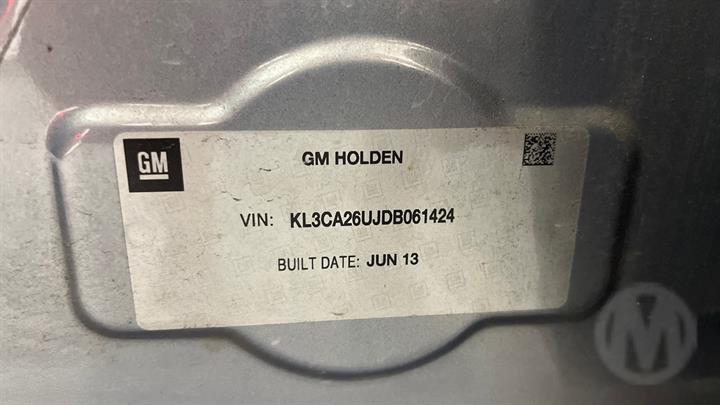 GM
GM HOLDEN
VIN: KL3CA26UJDB061424
BUILT DATE: JUN 13
M